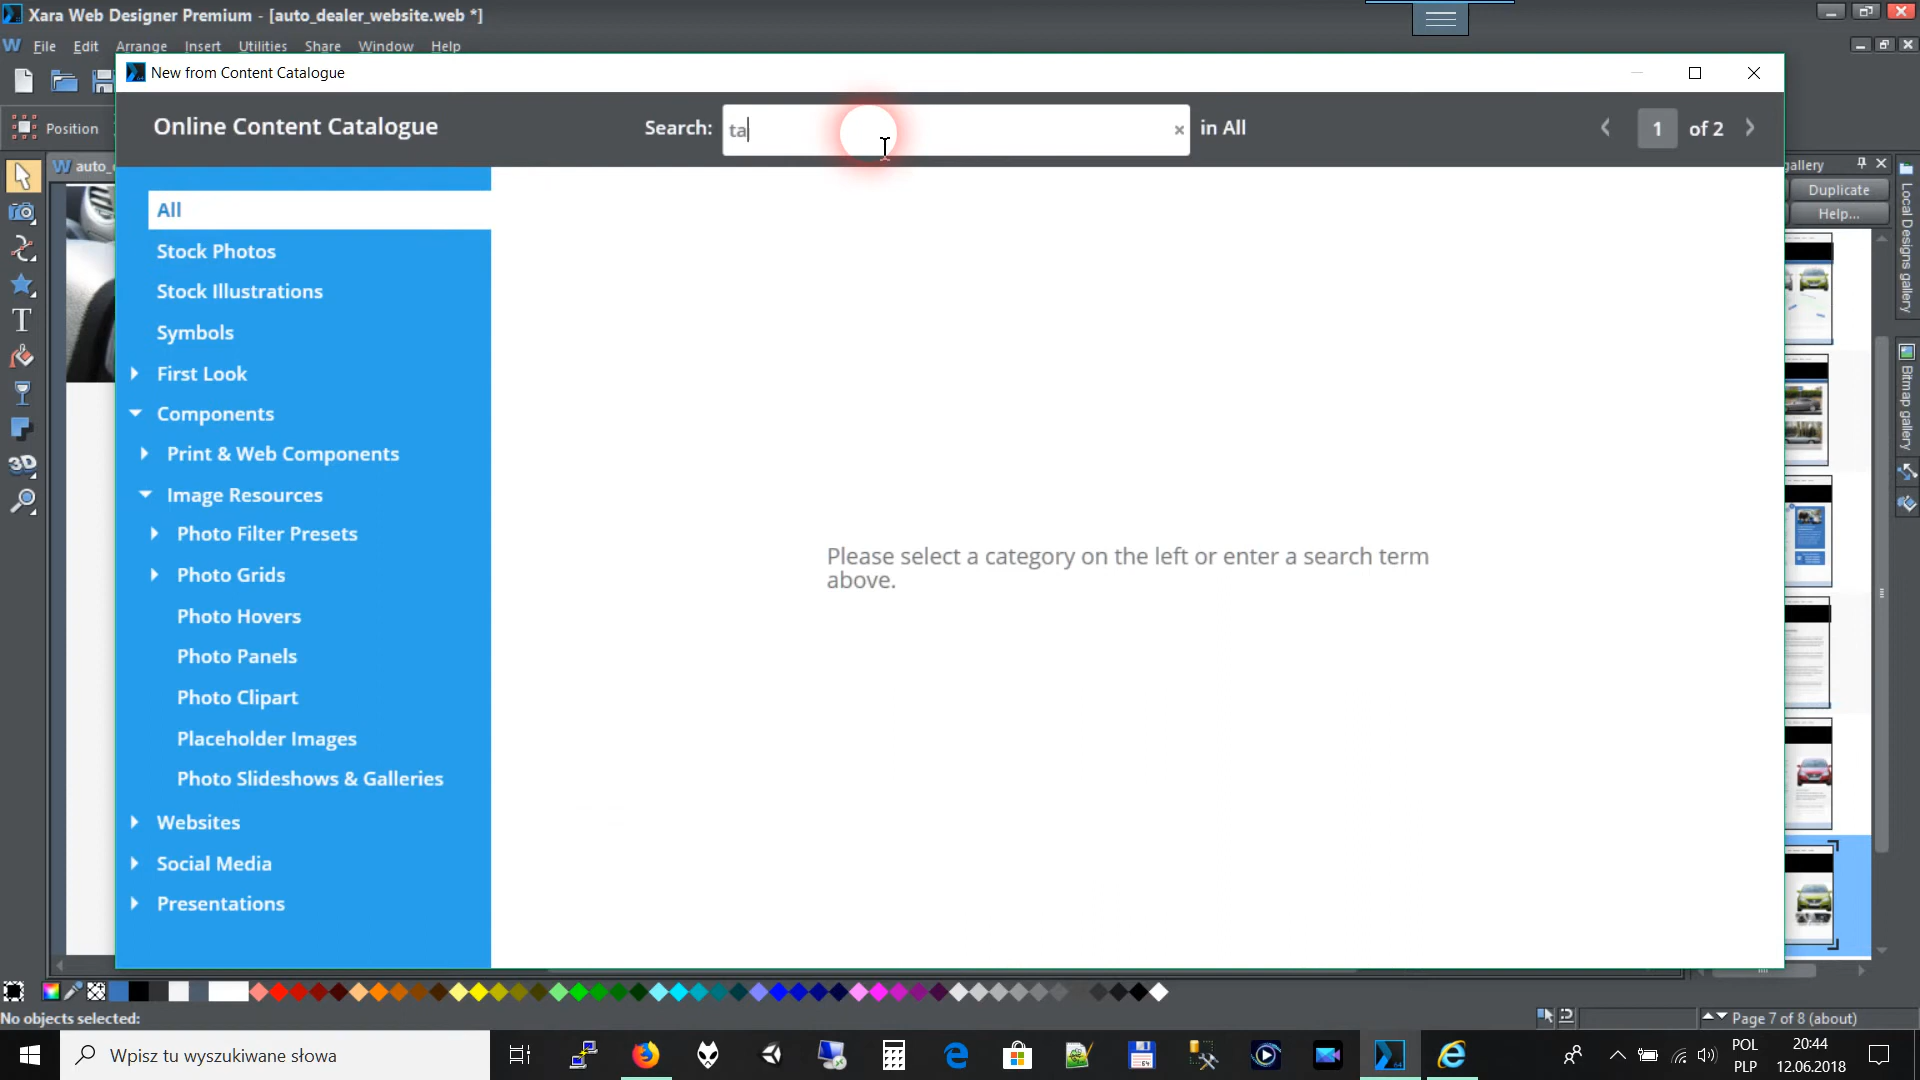 Xara Web Designer Premium - [auto_dealer_website.web *]
File Edit Arrange Insert Utilities Share Window Help
New from Content Catalogue
Position
Online Content Catalogue
Search: ta × in All
1 of 2
auto_
allery
Duplicate
Help...
All
Stock Photos
Stock Illustrations
Symbols
First Look
Components
Print & Web Components
Image Resources
Photo Filter Presets
Photo Grids
Photo Hovers
Photo Panels
Photo Clipart
Placeholder Images
Photo Slideshows & Galleries
Websites
Social Media
Presentations
Please select a category on the left or enter a search term
above.
Local Designs gallery
Bitmap gallery
3D
No objects selected:
Page 7 of 8 (about)
Wpisz tu wyszukiwane słowa
POL
PLP
20:44
12.06.2018